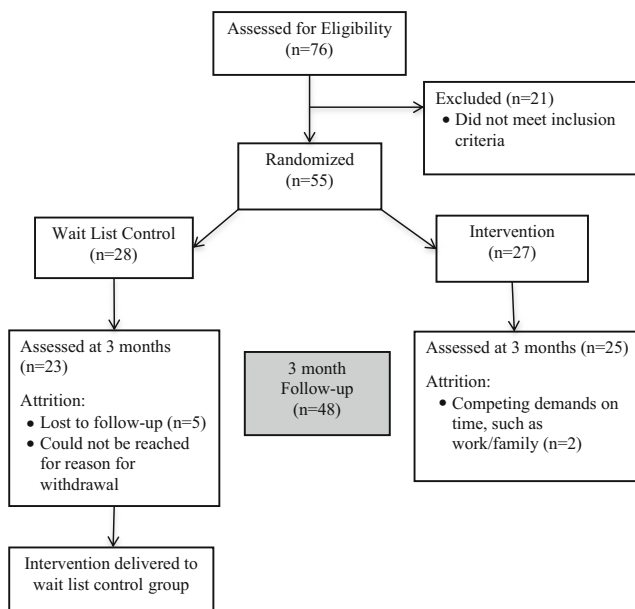 Assessed for Eligibility
(n=76)
Excluded (n=21)
• Did not meet inclusion
criteria
Randomized
(n=55)
Wait List Control
(n=28)
Intervention
(n=27)
Assessed at 3 months
(n=23)
Attrition:
• Lost to follow-up (n=5)
• Could not be reached
for reason for
withdrawal
3 month
Follow-up
(n=48)
Assessed at 3 months (n=25)
Attrition:
• Competing demands on
time, such as
work/family (n=2)
Intervention delivered to
wait list control group